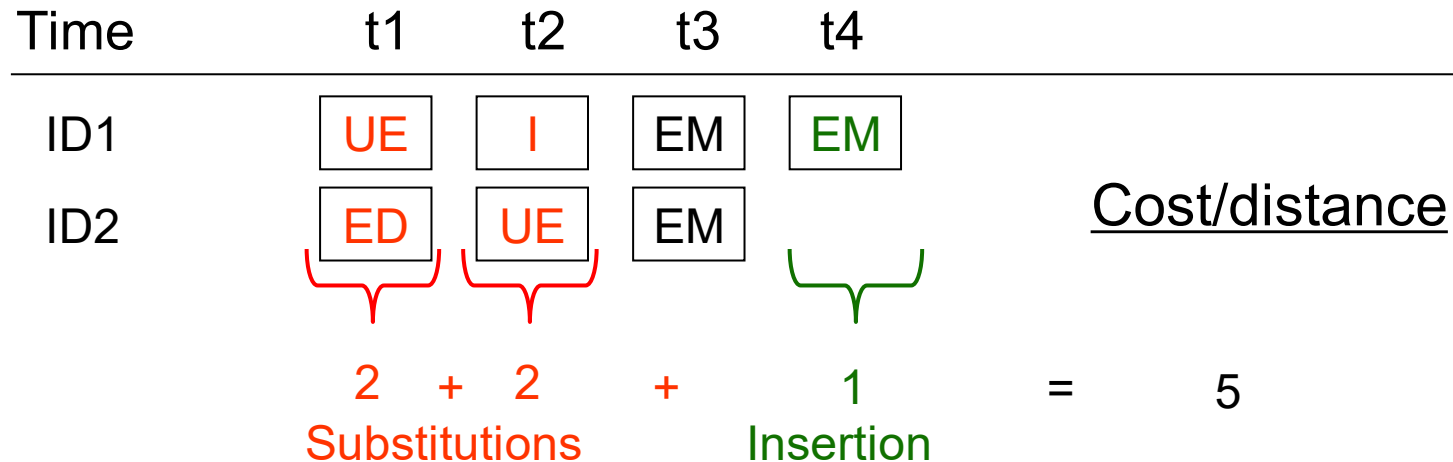 Time t1 t2 t3 t4
ID1 UE I EM EM
ID2 ED UE EM
Cost/distance
2 + 2 + 1 = 5
Substitutions Insertion